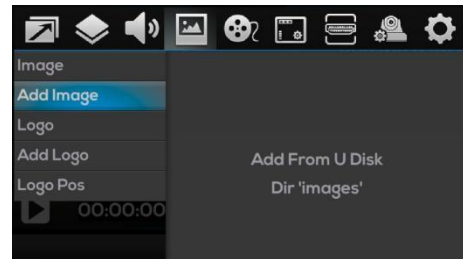 Image
Add Image
Logo
Add Logo
Logo Pos
00:00:00
Add From U Disk
Dir 'images'